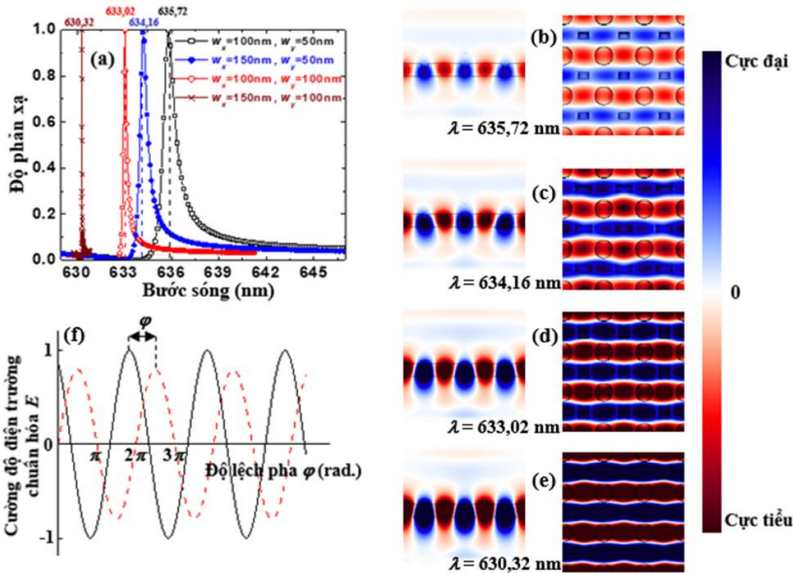 630,32
633,02
634,16
635,72
(a)
wx=100nm , wy=50nm
wx=150nm , wy=50nm
wx=100nm , wy=100nm
wx=150nm , wy=100nm
Độ phản xạ
1.0
0.8
0.6
0.4
0.2
0.0
630
633
636
639
642
645
Bước sóng (nm)
(b)
λ = 635,72 nm
(c)
λ = 634,16 nm
(d)
λ = 633,02 nm
(e)
λ = 630,32 nm
Cực đại
0
Cực tiểu
(f)
φ
Cường độ điện trường
chuẩn hóa E
1
0
-1
π
2π
3π
Độ lệch pha φ (rad.)